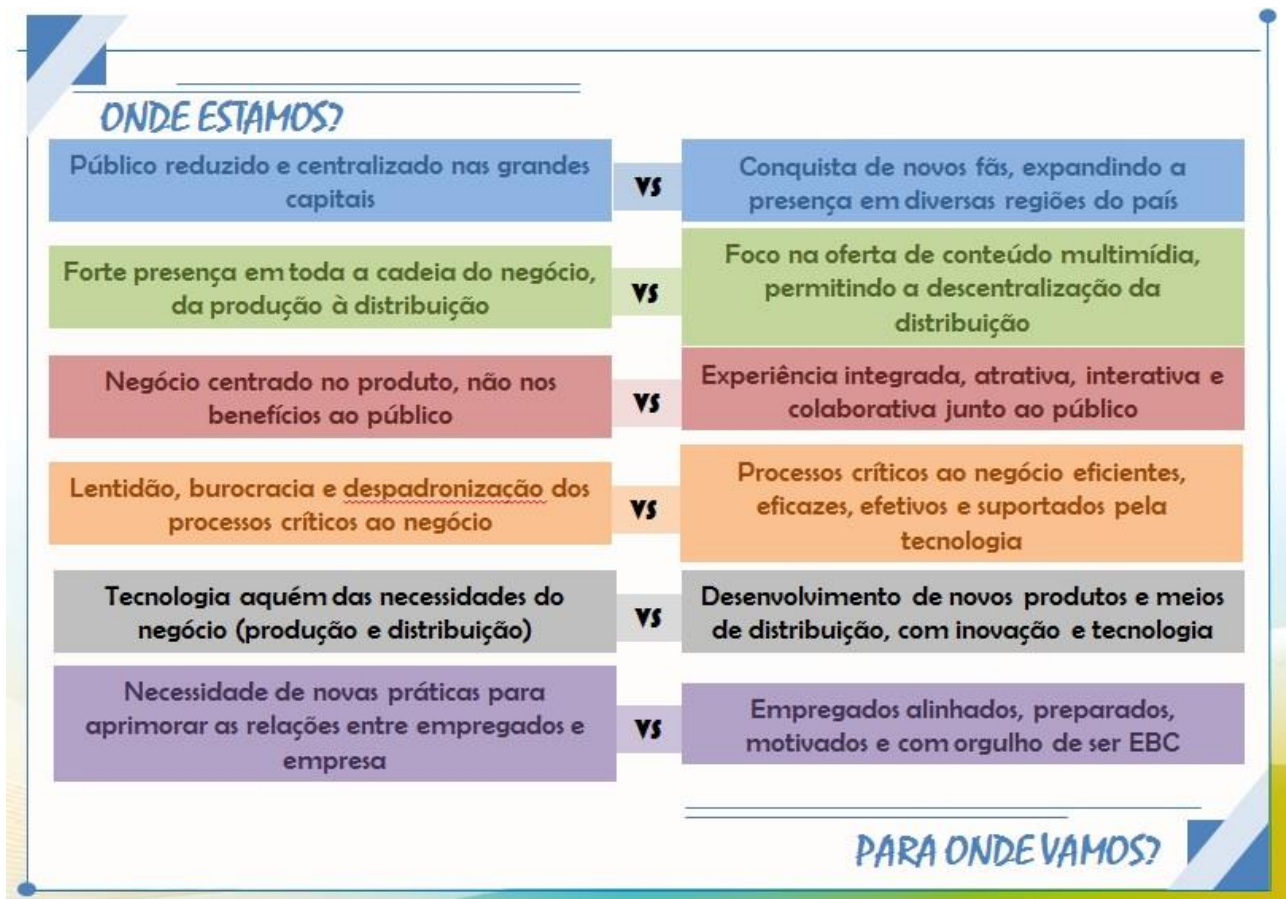 ONDE ESTAMOS?
Público reduzido e centralizado nas grandes
capitais
VS
Conquista de novos fãs, expandindo a
presença em diversas regiões do país
Forte presença em toda a cadeia do negócio,
da produção à distribuição
VS
Foco na oferta de conteúdo multimídia,
permitindo a descentralização da
distribuição
Negócio centrado no produto, não nos
benefícios ao público
VS
Experiência integrada, atrativa, interativa e
colaborativa junto ao público
Lentidão, burocracia e despadronização dos
processos críticos ao negócio
VS
Processos críticos ao negócio eficientes,
eficazes, efetivos e suportados pela
tecnologia
Tecnologia aquém das necessidades do
negócio (produção e distribuição)
VS
Desenvolvimento de novos produtos e meios
de distribuição, com inovação e tecnologia
Necessidade de novas práticas para
aprimorar as relações entre empregados e
empresa
VS
Empregados alinhados, preparados,
motivados e com orgulho de ser EBC
PARA ONDE VAMOS?